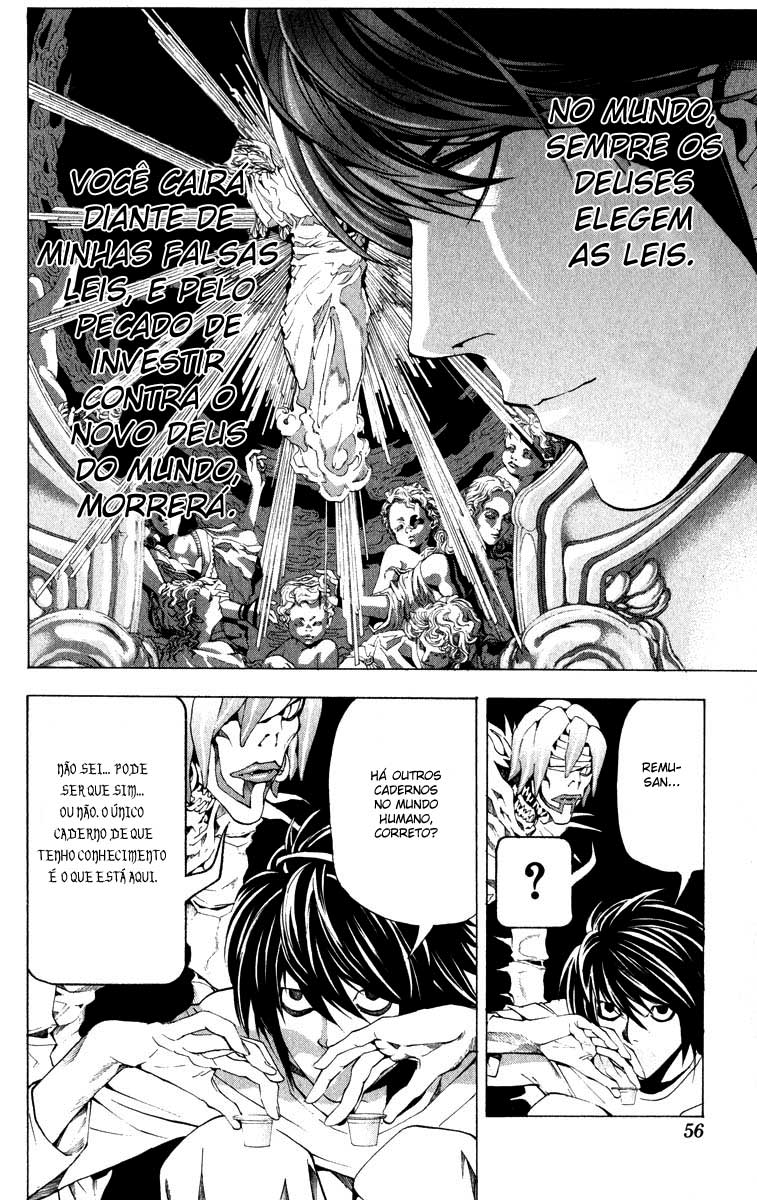 NO MUNDO,
SEMPRE OS
DEUSES
ELEGEM
AS LEIS.
VOCÊ CAIRÁ
DIANTE DE
MINHAS FALSAS
LEIS, E PELO
PECADO DE
INVESTIR
CONTRA O
NOVO DEUS
DO MUNDO,
MORRERÁ.
REMU-
SAN...
?
HÁ OUTROS
CADERNOS
NO MUNDO
HUMANO,
CORRETO?
NÃO SEI... PODE
SER QUE SIM...
OU NÃO. O ÚNICO
CADERNO DE QUE
TENHO CONHECIMENTO
É O QUE ESTÁ AQUI.
56